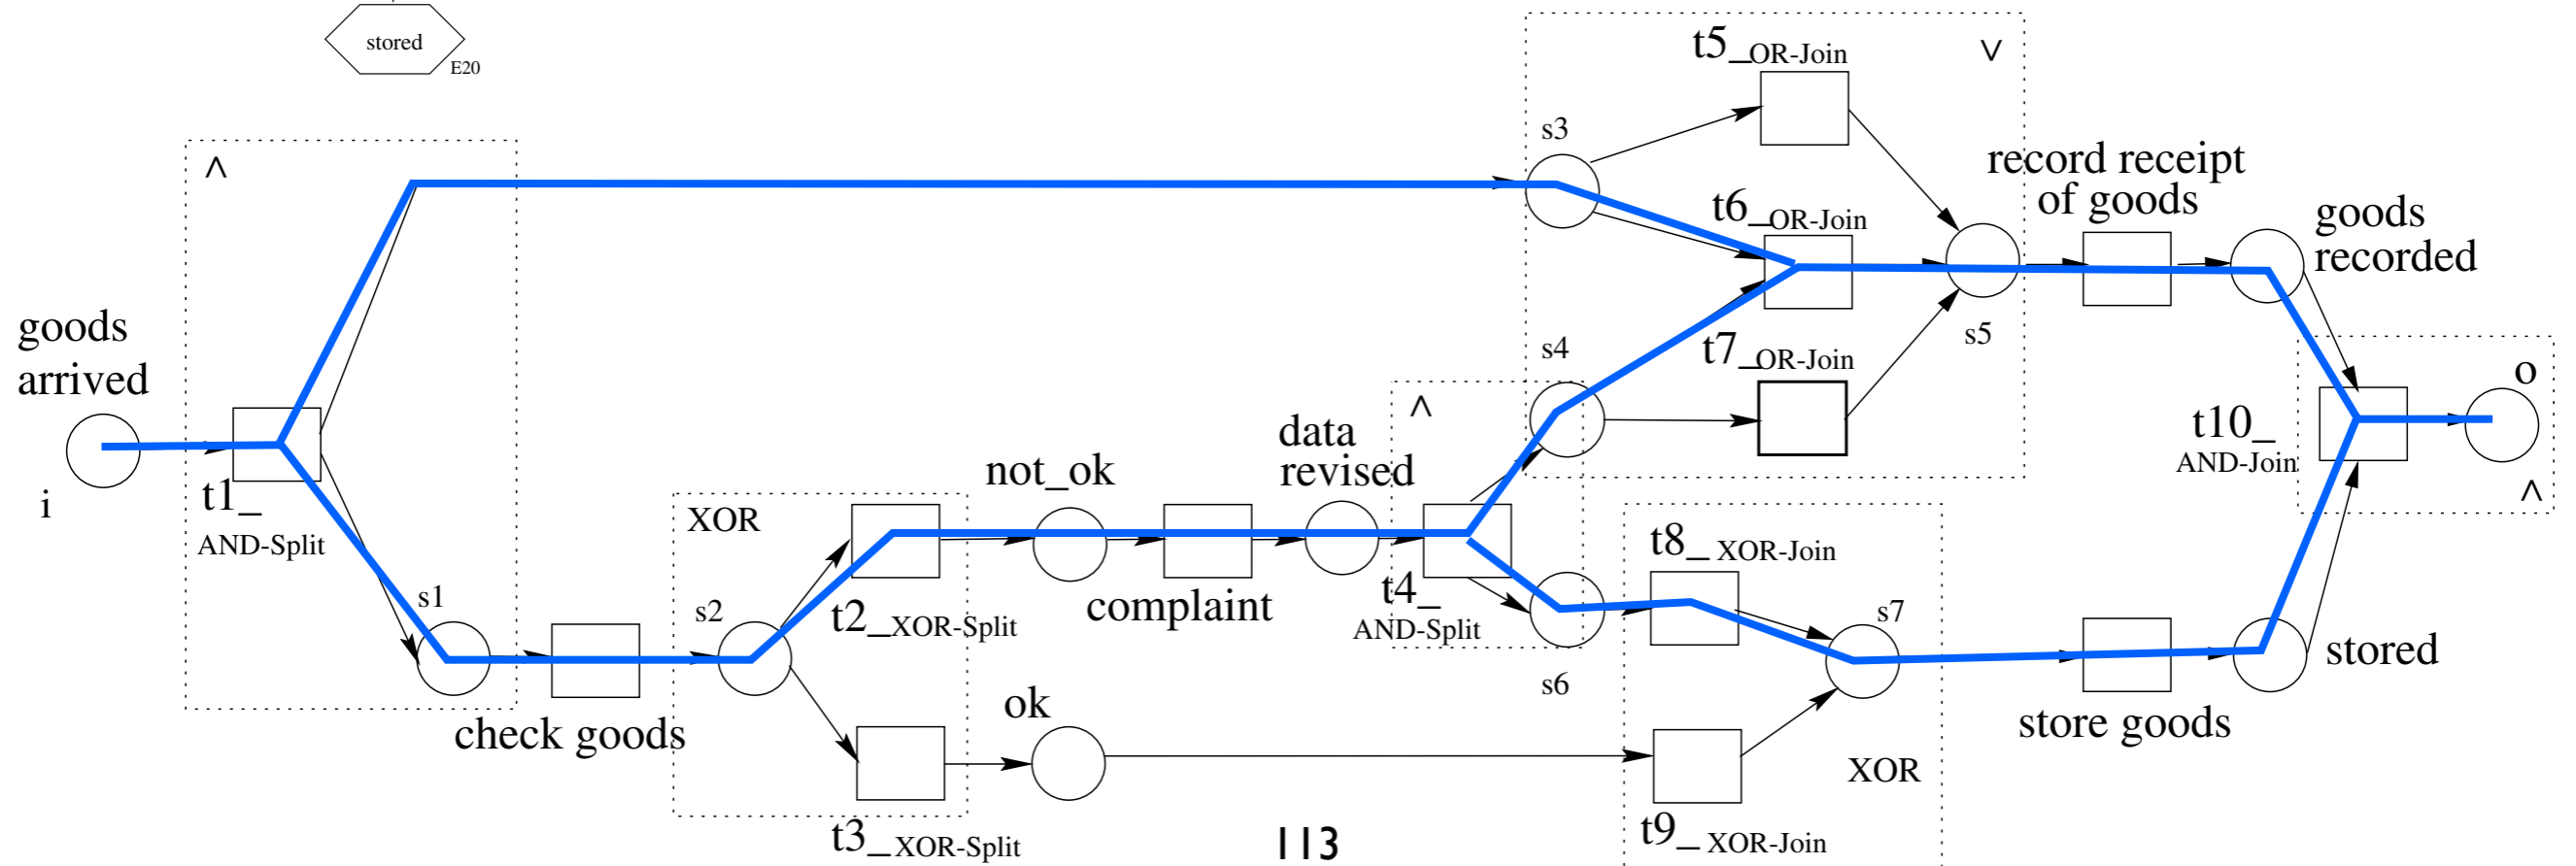 stored
E20
t5_OR-Join
V
s3
^
record receipt
of goods
t6_OR-Join
goods
recorded
goods
arrived
s4
t7_OR-Join
s5
o
^
data
revised
t10_
AND-Join
not_ok
i
t1_
AND-Split
XOR
^
t8_ XOR-Join
s1
s2
t2_XOR-Split
complaint
t4_
AND-Split
s7
stored
s6
ok
check goods
store goods
XOR
t3_XOR-Split
113
t9_ XOR-Join